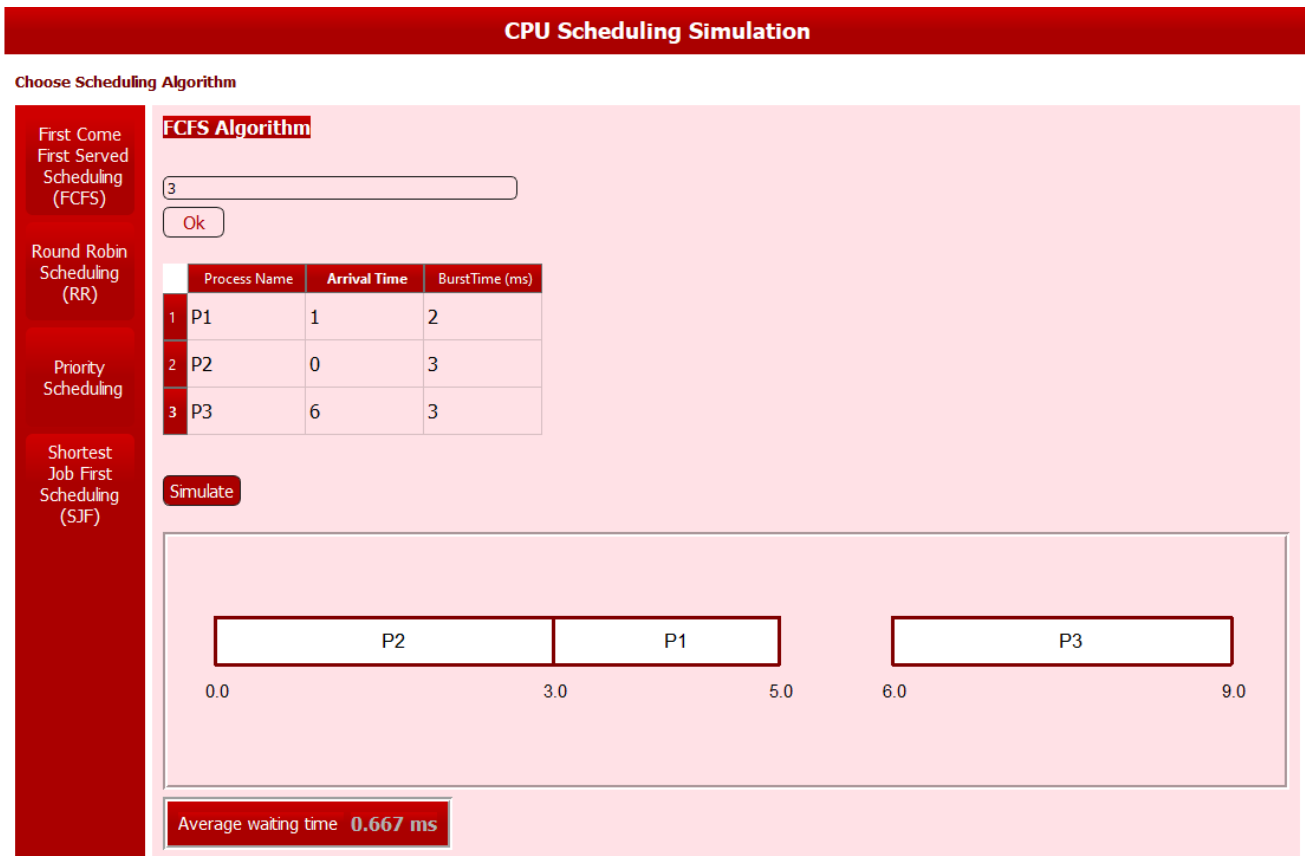 CPU Scheduling Simulation
Choose Scheduling Algorithm
First Come
First Served
Scheduling
(FCFS)
Round Robin
Scheduling
(RR)
Priority
Scheduling
Shortest
Job First
Scheduling
(SJF)
FCFS Algorithm
3
Ok
Process Name Arrival Time BurstTime (ms)
1 P1 1 2
2 P2 0 3
3 P3 6 3
Simulate
P2 P1 P3
0.0 3.0 5.0 6.0 9.0
Average waiting time 0.667 ms